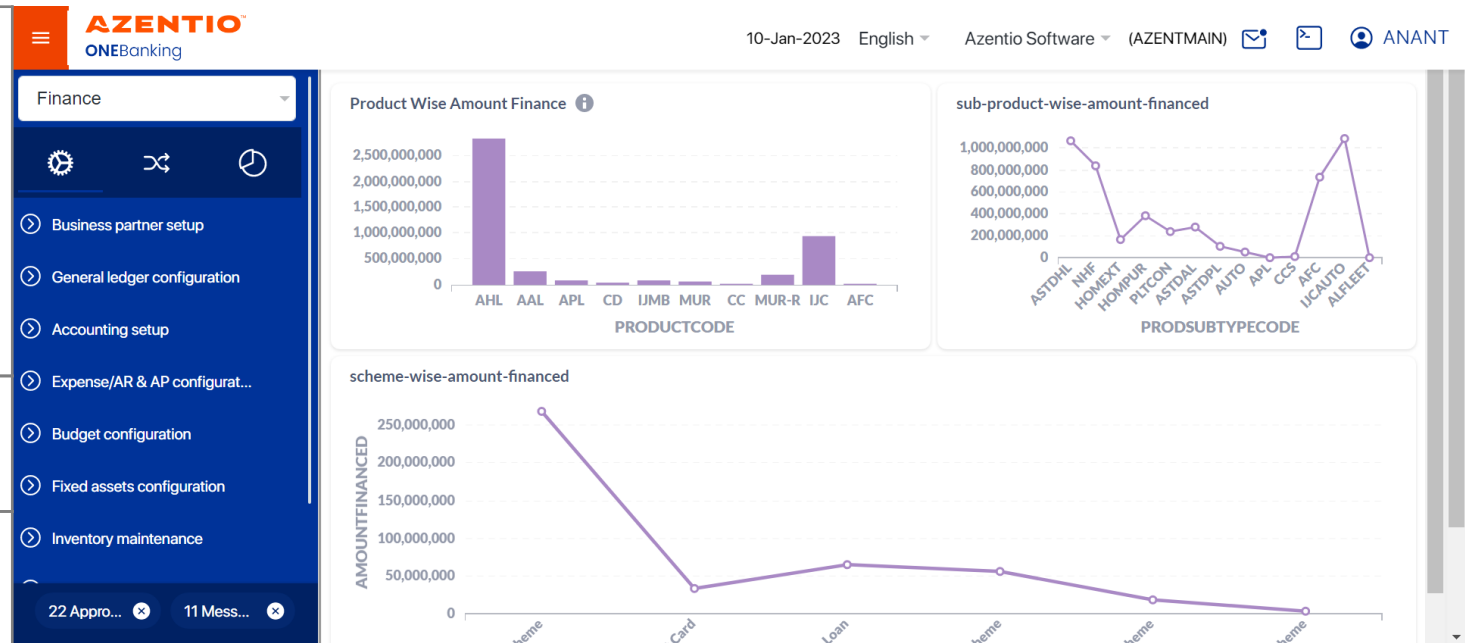 AZENTIO
ONEBanking
10-Jan-2023 English Azentio Software (AZENTMAIN) ANANT
Finance
Business partner setup
General ledger configuration
Accounting setup
Expense/AR & AP configurat...
Budget configuration
Fixed assets configuration
Inventory maintenance
22 Appro...
11 Mess...
Product Wise Amount Finance
2,500,000,000
2,000,000,000
1,500,000,000
1,000,000,000
500,000,000
0
AHL AAL APL CD IJMB MUR CC MUR-R IJC AFC
PRODUCTCODE
sub-product-wise-amount-financed
1,000,000,000
800,000,000
600,000,000
400,000,000
200,000,000
0
ASTDHL NHF HOMEXT HOMPUR PLTCON ASTDAL ASTDPL AUTO APL CCS AFC IJCAUTO ALFLEET
PRODSUBTYPECODE
scheme-wise-amount-financed
AMOUNTFINANCED
250,000,000
200,000,000
150,000,000
100,000,000
50,000,000
0
heme Card Loan heme heme heme